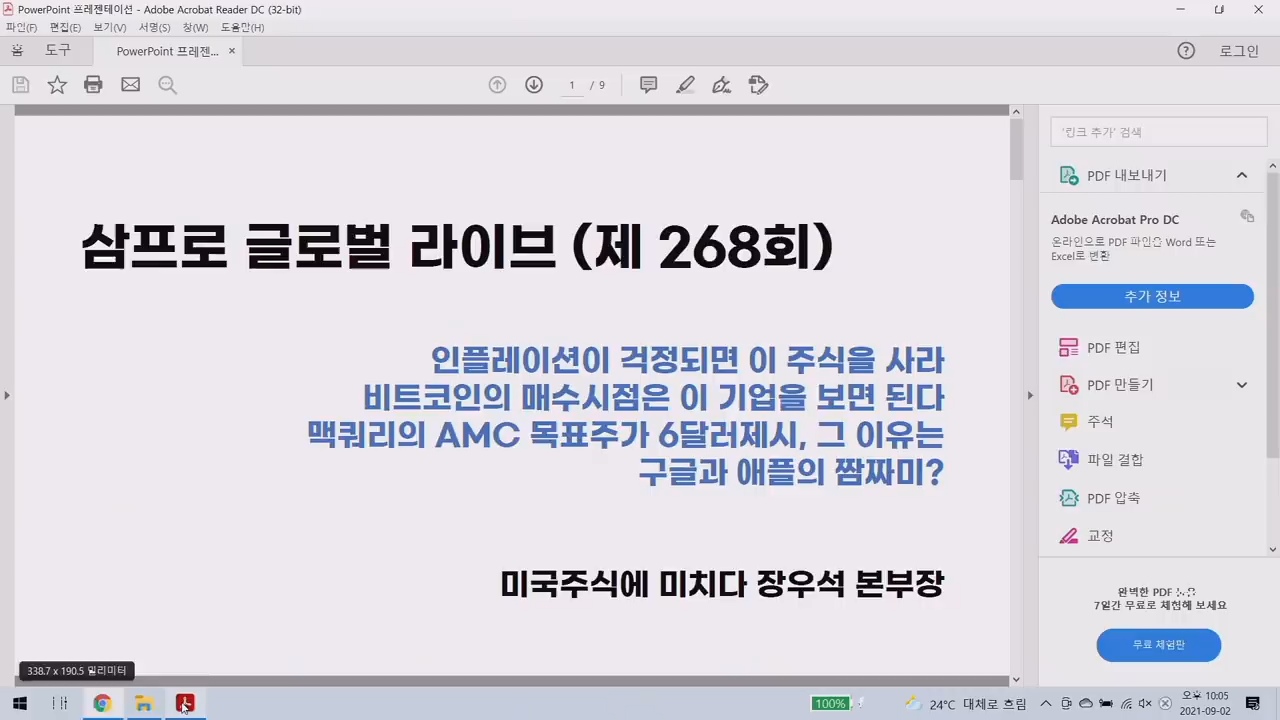 PowerPoint 프레젠테이션 - Adobe Acrobat Reader DC (32-bit)
파일(F) 편집(E) 보기(V) 서명(S) 창(W) 도움말(H)
홈 도구 PowerPoint 프레젠... ×
로그인
1 / 9
삼프로 글로벌 라이브 (제 268회)
인플레이션이 걱정되면 이 주식을 사라
비트코인의 매수시점은 이 기업을 보면 된다
맥쿼리의 AMC 목표주가 6달러제시, 그 이유는
구글과 애플의 짬짜미?
미국주식에 미치다 장우석 본부장
338.7 x 190.5 밀리미터
'링크 추가' 검색
PDF 내보내기
Adobe Acrobat Pro DC
온라인으로 PDF 파일을 Word 또는
Excel로 변환
추가 정보
PDF 편집
PDF 만들기
주석
파일 결합
PDF 압축
교정
완벽한 PDF 도움
7일간 무료로 체험해 보세요
무료 체험판
100%
24°C 대체로 흐림
오후 10:05
2021-09-02